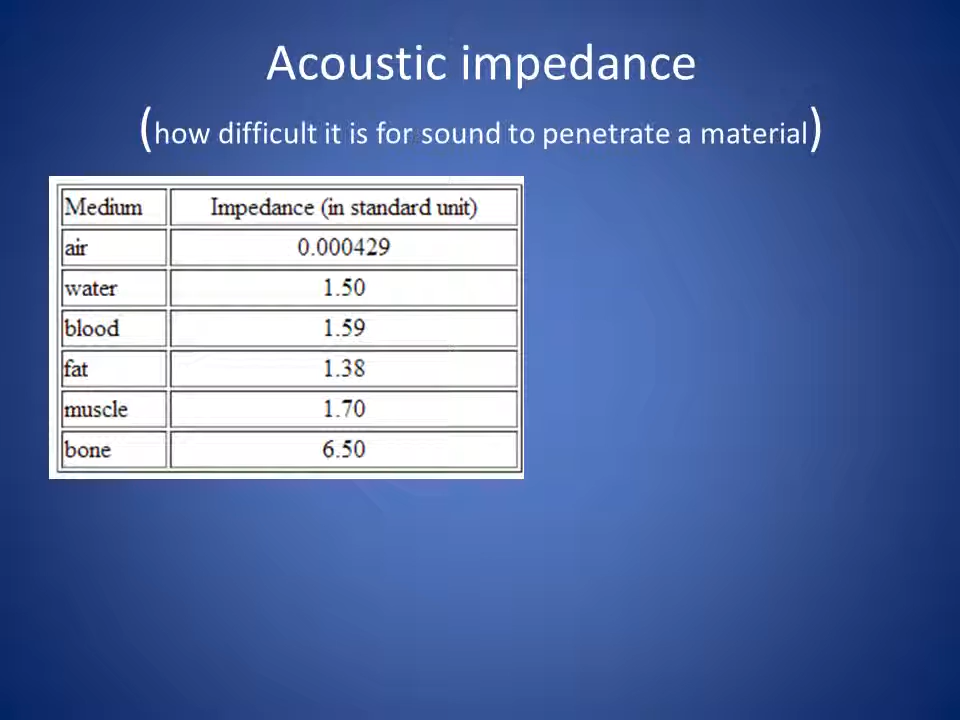 Acoustic impedance
(how difficult it is for sound to penetrate a material)
Medium Impedance (in standard unit)
air 0.000429
water 1.50
blood 1.59
fat 1.38
muscle 1.70
bone 6.50